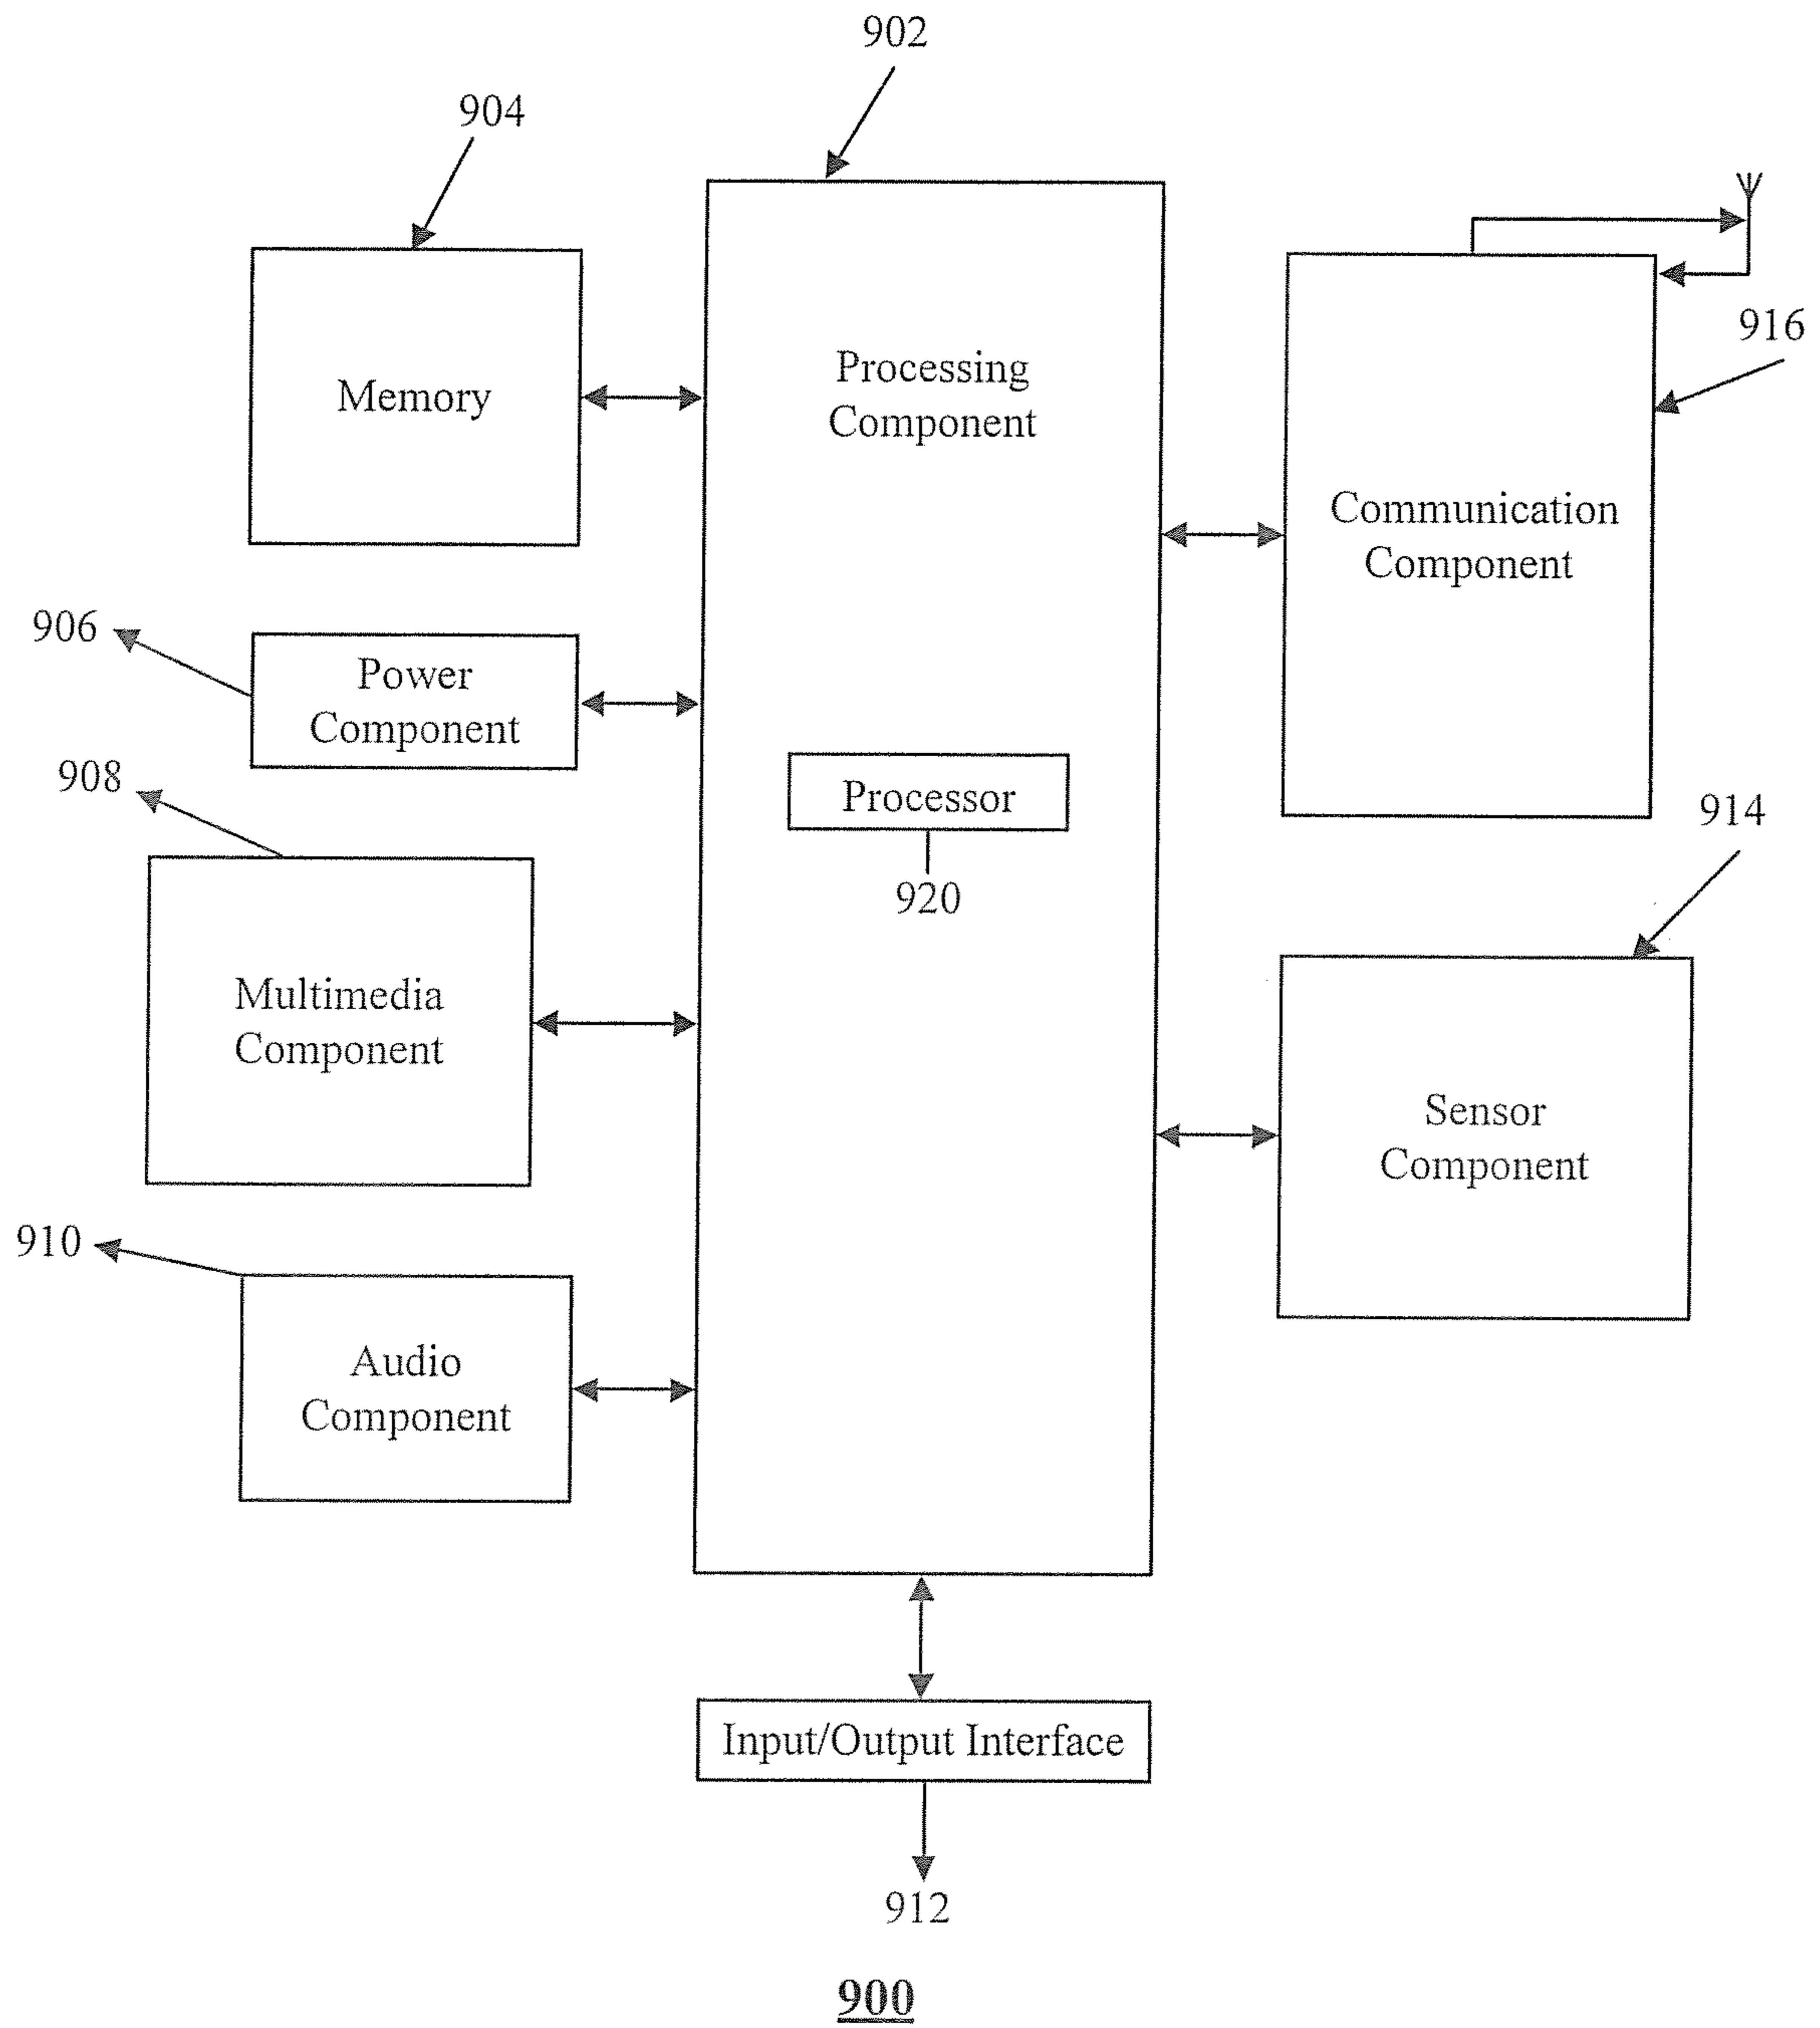 902
904
Processing
Component
916
Memory
Communication
Component
906
Power
Component
908
Processor
914
920
Multimedia
Component
Sensor
Component
910
Audio
Component
Input/Output Interface
912
900